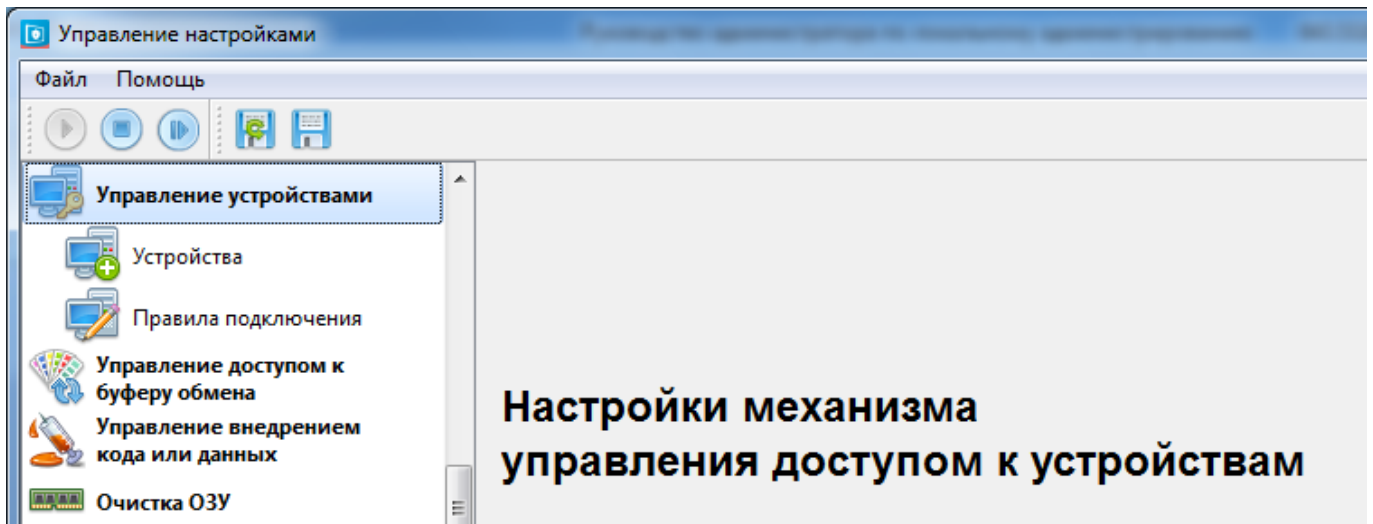 Управление настройками
Файл Помощь
Управление устройствами
Устройства
Правила подключения
Управление доступом к
буферу обмена
Управление внедрением
кода или данных
Очистка ОЗУ
Настройки механизма
управления доступом к устройствам